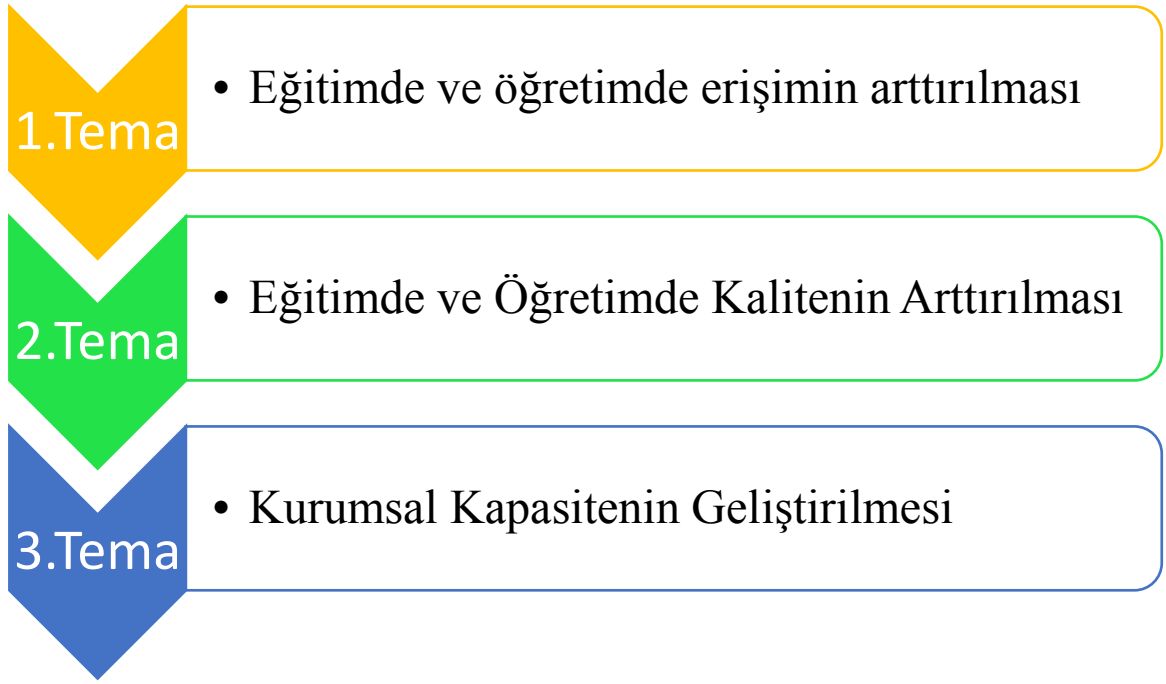 1.Tema
• Eğitimde ve öğretimde erişimin arttırılması
2.Tema
• Eğitimde ve Öğretimde Kalitenin Arttırılması
3.Tema
• Kurumsal Kapasitenin Geliştirilmesi